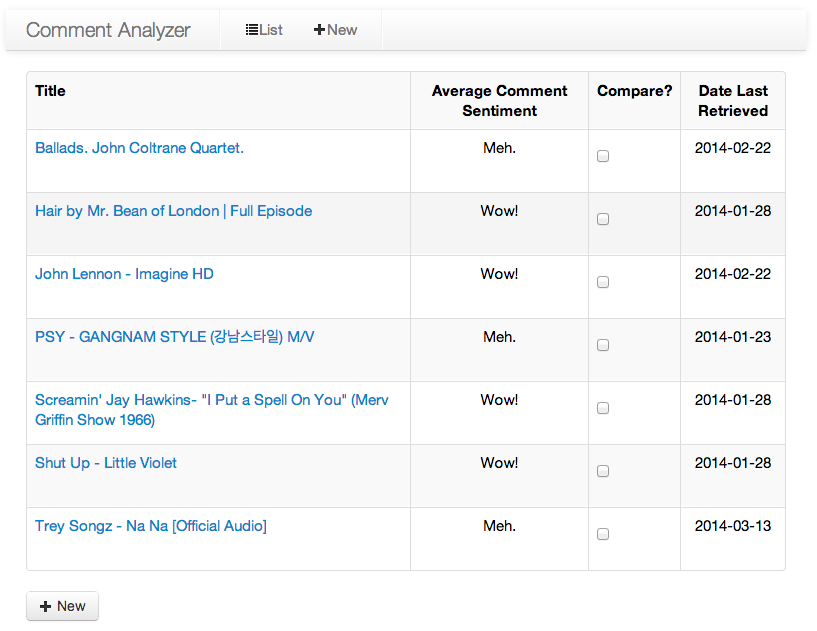 Comment Analyzer
List
New
Title
Average Comment
Sentiment
Compare?
Date Last
Retrieved
Ballads. John Coltrane Quartet.
Meh.
2014-02-22
Hair by Mr. Bean of London | Full Episode
Wow!
2014-01-28
John Lennon - Imagine HD
Wow!
2014-02-22
PSY - GANGNAM STYLE (강남스타일) M/V
Meh.
2014-01-23
Screamin' Jay Hawkins- "I Put a Spell On You" (Merv
Griffin Show 1966)
Wow!
2014-01-28
Shut Up - Little Violet
Wow!
2014-01-28
Trey Songz - Na Na [Official Audio]
Meh.
2014-03-13
New